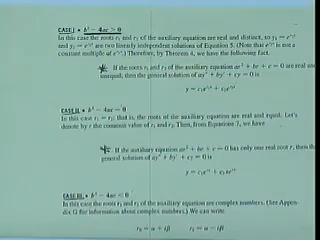 CASE I • b² − 4ac > 0
In this case the roots r₁ and r₂ of the auxiliary equation are real and distinct, so y₁ = e^{r₁x}
and y₂ = e^{r₂x} are two linearly independent solutions of Equation 5. (Note that e^{r₂x} is not a
constant multiple of e^{r₁x}.) Therefore, by Theorem 4, we have the following fact.
If the roots r₁ and r₂ of the auxiliary equation ar² + br + c = 0 are real and
unequal, then the general solution of ay″ + by′ + cy = 0 is
y = c₁e^{r₁x} + c₂e^{r₂x}
CASE II • b² − 4ac = 0
In this case r₁ = r₂; that is, the roots of the auxiliary equation are real and equal. Let's
denote by r the common value of r₁ and r₂. Then, from Equations 7, we have
If the auxiliary equation ar² + br + c = 0 has only one real root r, then the
general solution of ay″ + by′ + cy = 0 is
y = c₁e^{rx} + c₂xe^{rx}
CASE III • b² − 4ac < 0
In this case the roots r₁ and r₂ of the auxiliary equation are complex numbers. (See Appen-
dix G for information about complex numbers.) We can write
r₁ = α + iβ r₂ = α − iβ